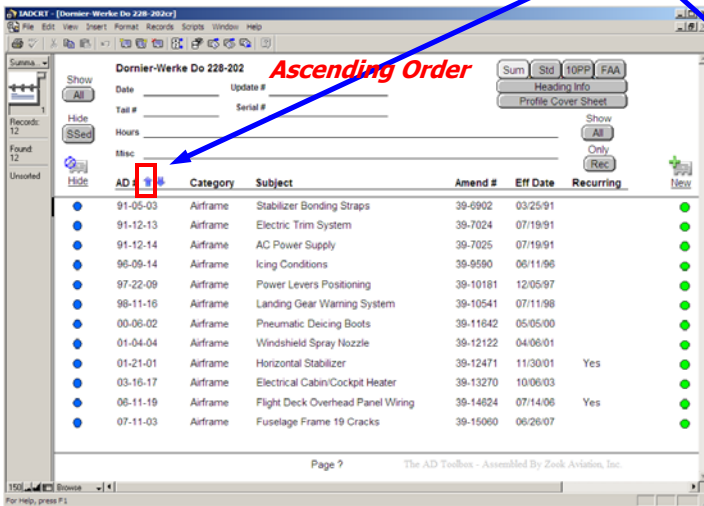 IADCRT - [Dornier-Werke Do 228-202cr]
File Edit View Insert Format Records Scripts Window Help
Summa...
1
Records:
12
Found:
12
Unsorted
Show
All
Hide
SSed
Hide
Dornier-Werke Do 228-202
Ascending Order
Date Update #
Tail # Serial #
Hours
Misc
Sum Std 10PP FAA
Heading Info
Profile Cover Sheet
Show
All
Only
Rec
New
AD # Category Subject Amend # Eff Date Recurring
91-05-03 Airframe Stabilizer Bonding Straps 39-6902 03/25/91
91-12-13 Airframe Electric Trim System 39-7024 07/19/91
91-12-14 Airframe AC Power Supply 39-7025 07/19/91
96-09-14 Airframe Icing Conditions 39-9590 06/11/96
97-22-09 Airframe Power Levers Positioning 39-10181 12/05/97
98-11-16 Airframe Landing Gear Warning System 39-10541 07/11/98
00-06-02 Airframe Pneumatic Deicing Boots 39-11642 05/05/00
01-04-04 Airframe Windshield Spray Nozzle 39-12122 04/06/01
01-21-01 Airframe Horizontal Stabilizer 39-12471 11/30/01 Yes
03-16-17 Airframe Electrical Cabin/Cockpit Heater 39-13270 10/06/03
06-11-19 Airframe Flight Deck Overhead Panel Wiring 39-14624 07/14/06 Yes
07-11-03 Airframe Fuselage Frame 19 Cracks 39-15060 06/26/07
Page ? The AD Toolbox - Assembled By Zook Aviation, Inc.
150 Browse
For Help, press F1